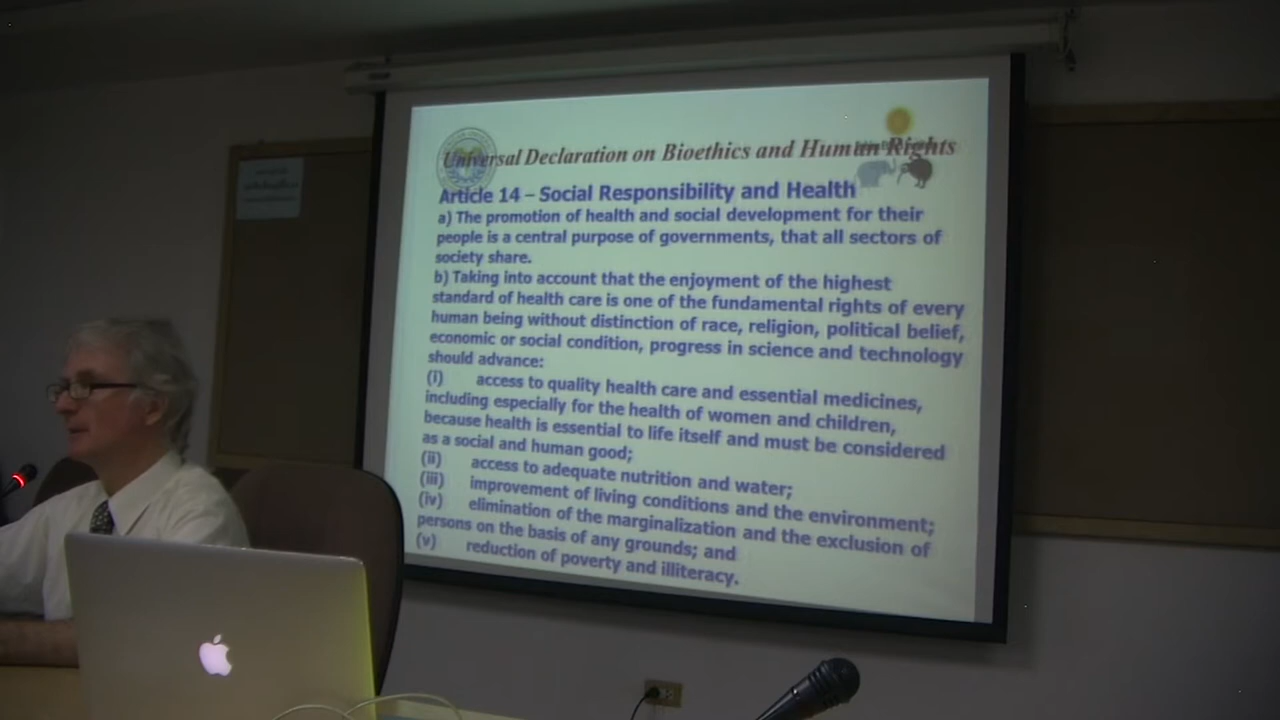 Universal Declaration on Bioethics and Human Rights
Article 14 – Social Responsibility and Health
a) The promotion of health and social development for their
people is a central purpose of governments, that all sectors of
society share.
b) Taking into account that the enjoyment of the highest
standard of health care is one of the fundamental rights of every
human being without distinction of race, religion, political belief,
economic or social condition, progress in science and technology
should advance:
(i) access to quality health care and essential medicines,
including especially for the health of women and children,
because health is essential to life itself and must be considered
as a social and human good;
(ii) access to adequate nutrition and water;
(iii) improvement of living conditions and the environment;
(iv) elimination of the marginalization and the exclusion of
persons on the basis of any grounds; and
(v) reduction of poverty and illiteracy.